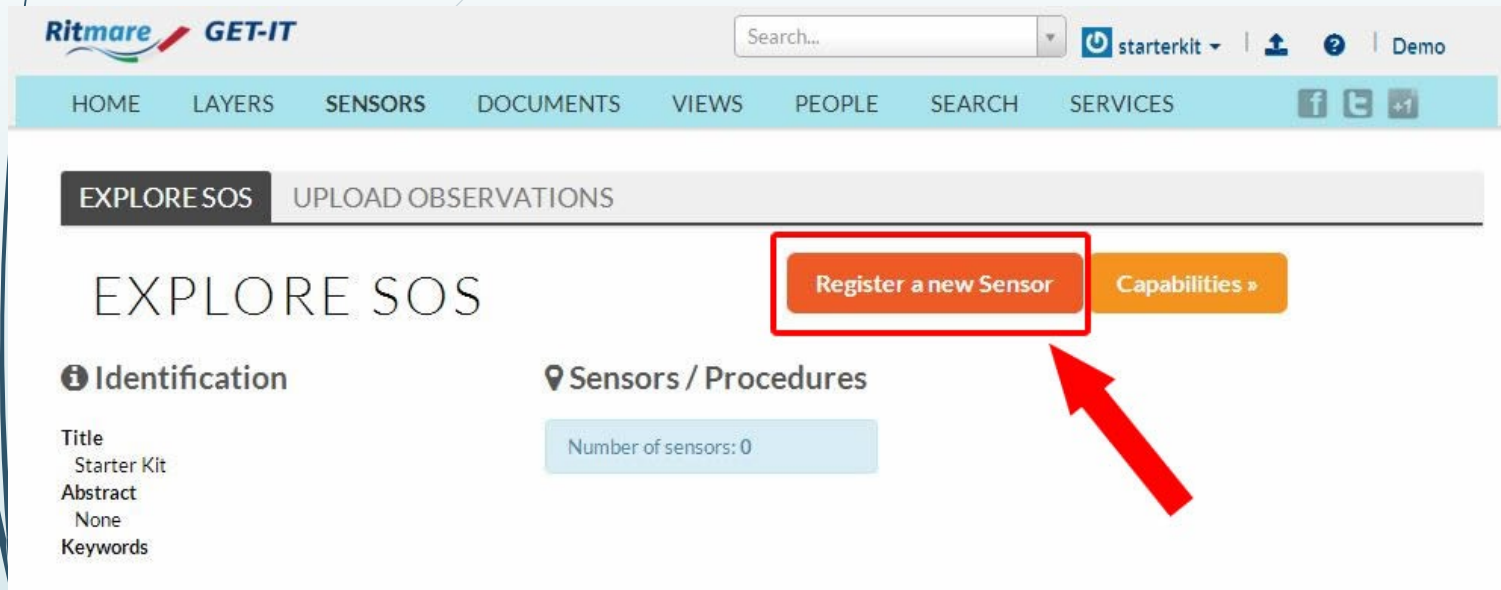 Ritmare GET-IT Search... starterkit Demo
HOME LAYERS SENSORS DOCUMENTS VIEWS PEOPLE SEARCH SERVICES f t +1
EXPLORE SOS UPLOAD OBSERVATIONS
EXPLORE SOS
Register a new Sensor Capabilities »
Identification
Title
Starter Kit
Abstract
None
Keywords
Sensors / Procedures
Number of sensors: 0